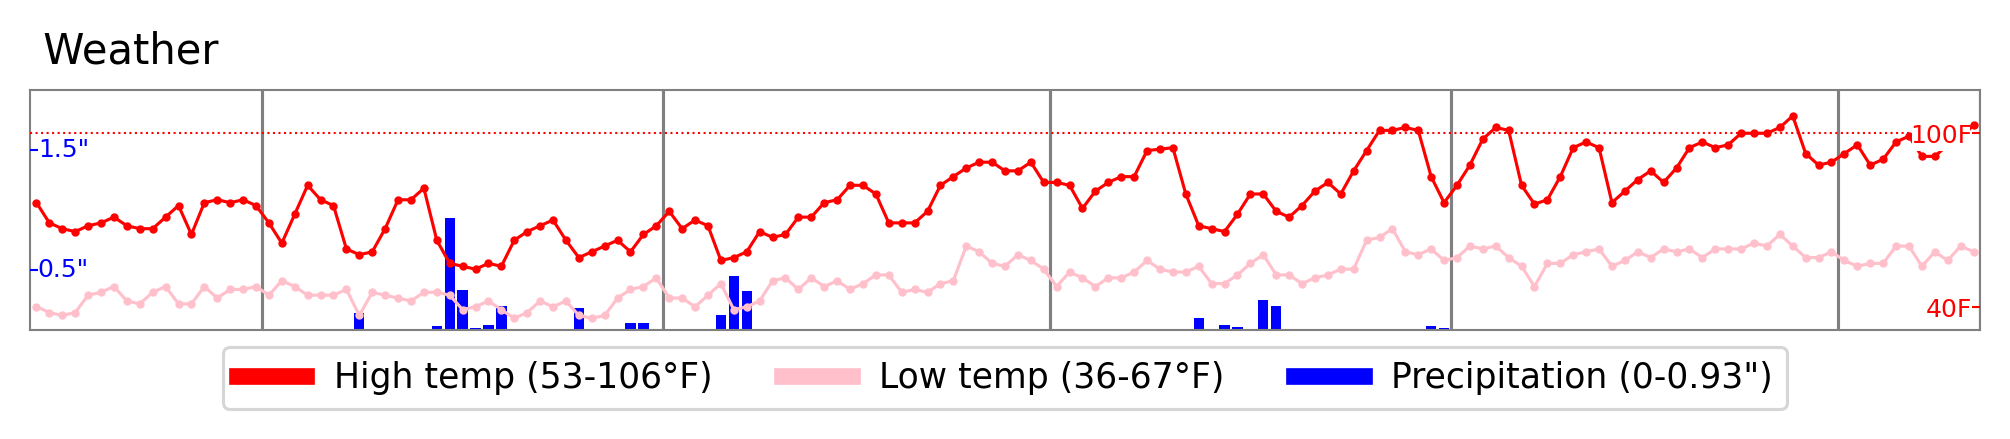 Weather
1.5"
100F
0.5"
40F
High temp (53-106°F) Low temp (36-67°F) Precipitation (0-0.93")